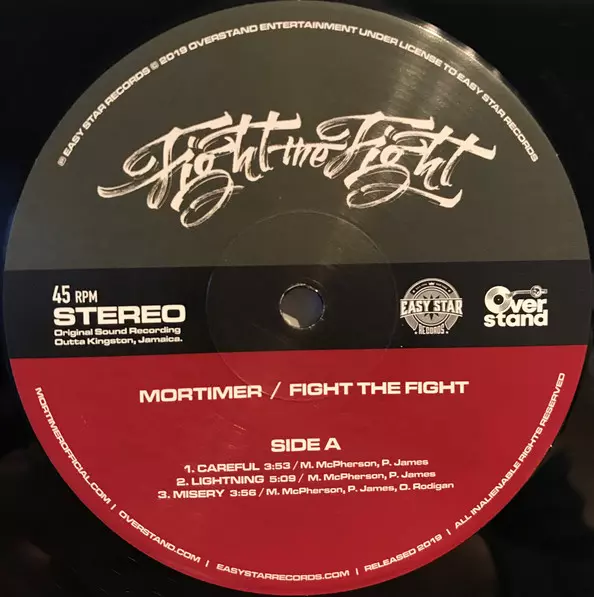 ℗ EASY STAR RECORDS © 2019 OVERSTAND ENTERTAINMENT UNDER LICENSE TO EASY STAR RECORDS
Fight the Fight
45 RPM
STEREO
Original Sound Recording
Outta Kingston, Jamaica.
EASY STAR
RECORDS
Over
stand
MORTIMER / FIGHT THE FIGHT
SIDE A
1. CAREFUL 3:53 / M. McPherson, P. James
2. LIGHTNING 5:09 / M. McPherson, P. James
3. MISERY 3:56 / M. McPherson, P. James, O. Rodigan
MORTIMEROFFICIAL.COM | OVERSTAND.COM | EASYSTARRECORDS.COM | RELEASED 2019 | ALL INALIENABLE RIGHTS RESERVED